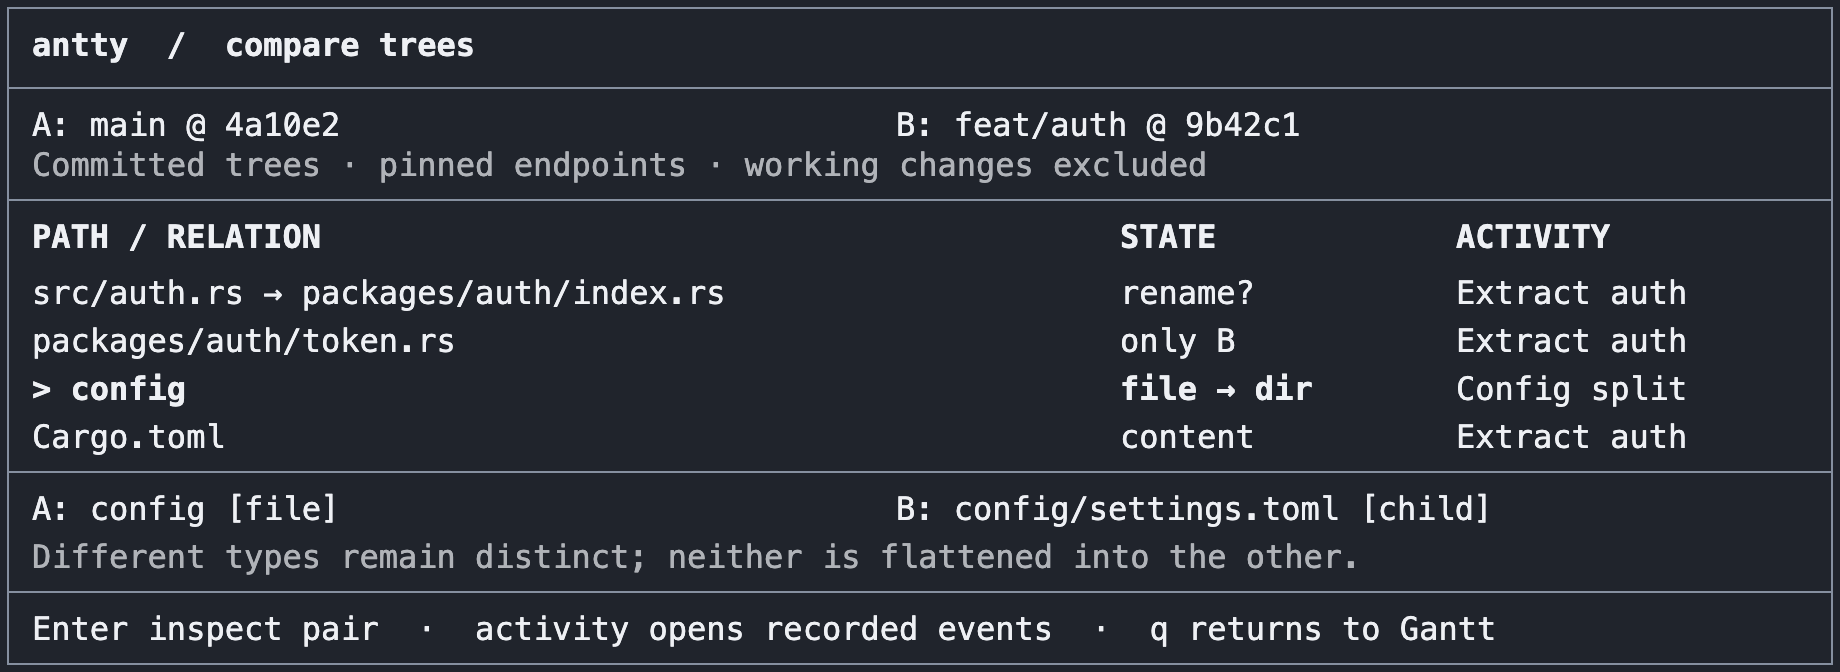 antty  /  compare trees
A: main @ 4a10e2    B: feat/auth @ 9b42c1
Committed trees · pinned endpoints · working changes excluded
PATH / RELATION    STATE    ACTIVITY
src/auth.rs → packages/auth/index.rs    rename?    Extract auth
packages/auth/token.rs    only B    Extract auth
> config    file → dir    Config split
Cargo.toml    content    Extract auth
A: config [file]    B: config/settings.toml [child]
Different types remain distinct; neither is flattened into the other.
Enter inspect pair  ·  activity opens recorded events  ·  q returns to Gantt